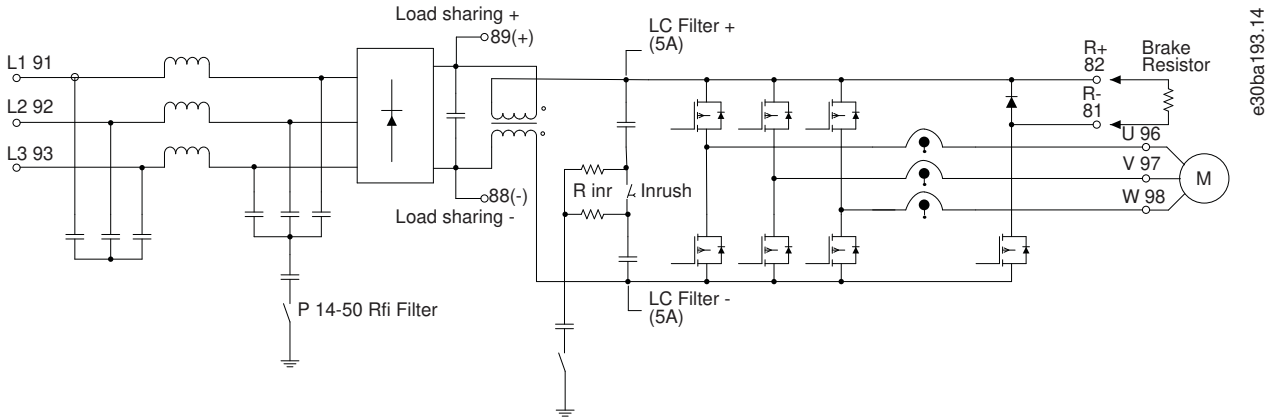 Load sharing +
89(+)
LC Filter +
(5A)
e30ba193.14
L1 91
L2 92
L3 93
R+
82
Brake
Resistor
R-
81
U 96
V 97
W 98
M
R inr
Inrush
88(-)
Load sharing -
P 14-50 Rfi Filter
LC Filter -
(5A)